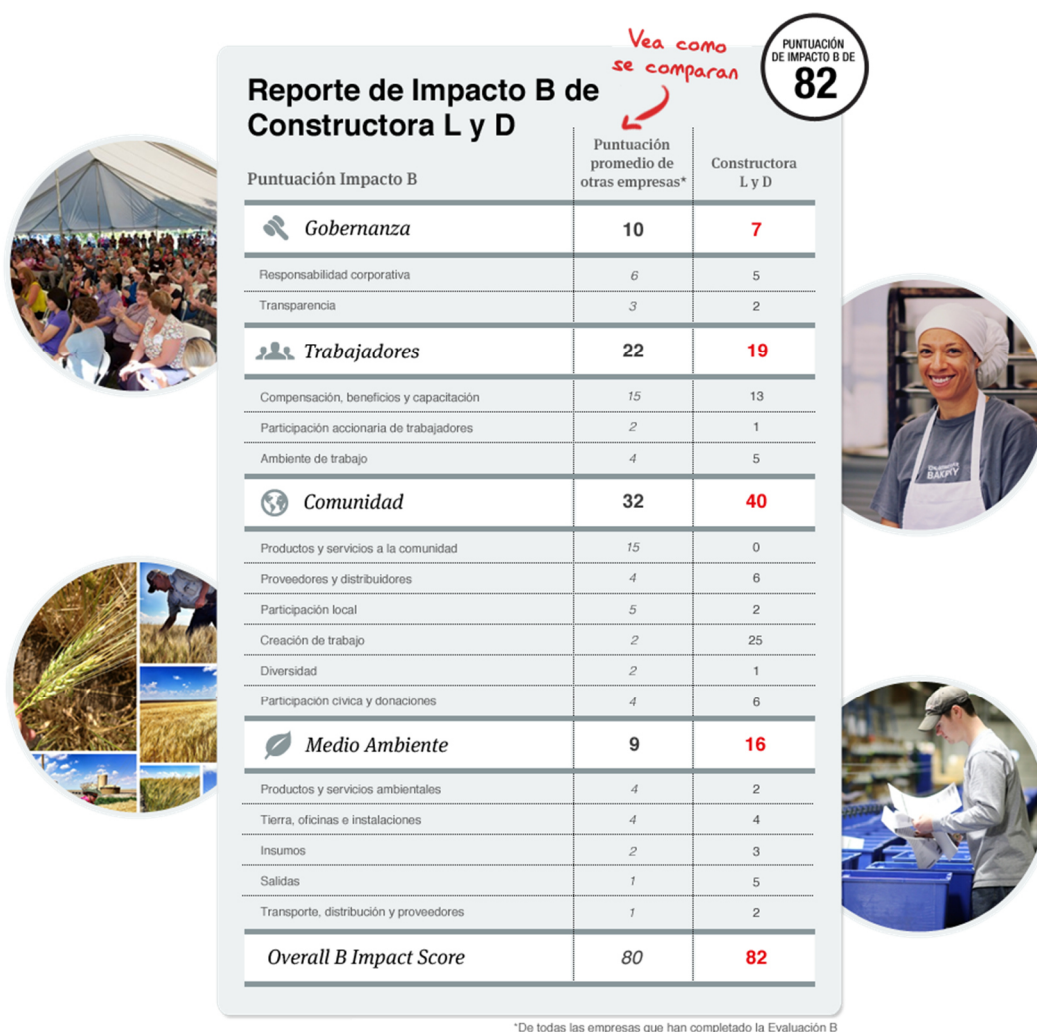 Vea como
se comparan
PUNTUACIÓN
DE IMPACTO B DE
82
Reporte de Impacto B de
Constructora L y D
Puntuación Impacto B
Puntuación
promedio de
otras empresas*
Constructora
L y D
Gobernanza 10 7
Responsabilidad corporativa 6 5
Transparencia 3 2
Trabajadores 22 19
Compensación, beneficios y capacitación 15 13
Participación accionaria de trabajadores 2 1
Ambiente de trabajo 4 5
Comunidad 32 40
Productos y servicios a la comunidad 15 0
Proveedores y distribuidores 4 6
Participación local 5 2
Creación de trabajo 2 25
Diversidad 2 1
Participación cívica y donaciones 4 6
Medio Ambiente 9 16
Productos y servicios ambientales 4 2
Tierra, oficinas e instalaciones 4 4
Insumos 2 3
Salidas 1 5
Transporte, distribución y proveedores 1 2
Overall B Impact Score 80 82
*De todas las empresas que han completado la Evaluación B
BAKERY